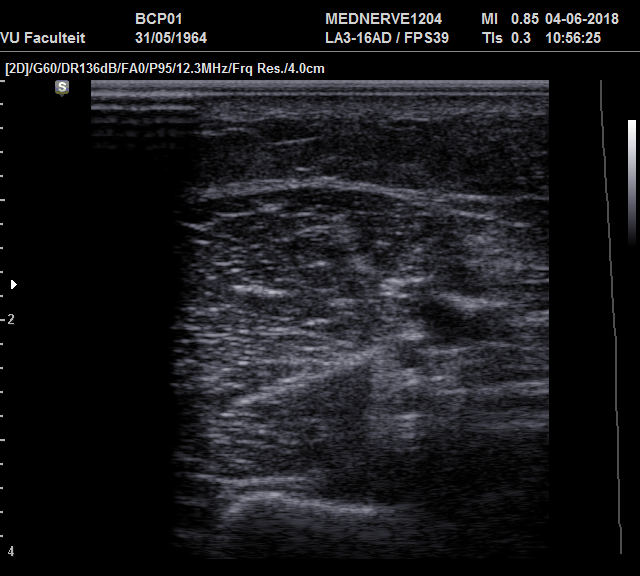 BCP01 MEDNERVE1204 MI 0.85 04-06-2018
VU Faculteit 31/05/1964 LA3-16AD / FPS39 TIs 0.3 10:56:25
[2D]/G60/DR136dB/FA0/P95/12.3MHz/Frq Res./4.0cm
S
2
4